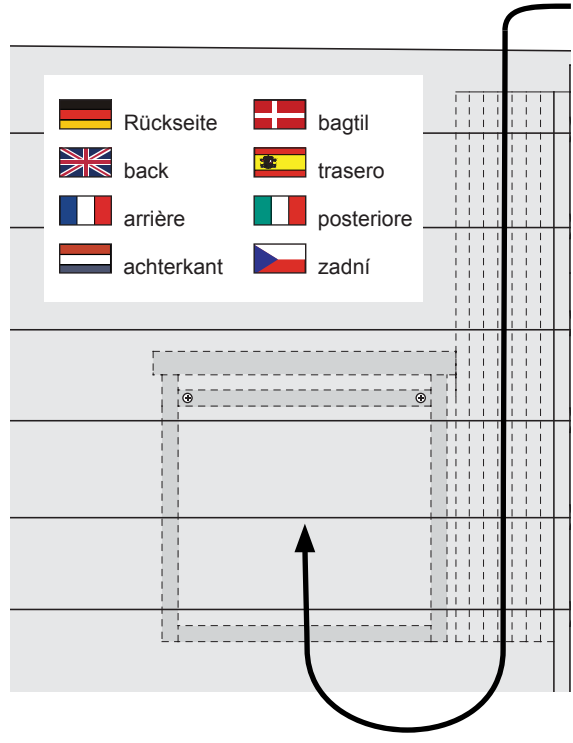 Rückseite
back
arrière
achterkant
bagtil
trasero
posteriore
zadní